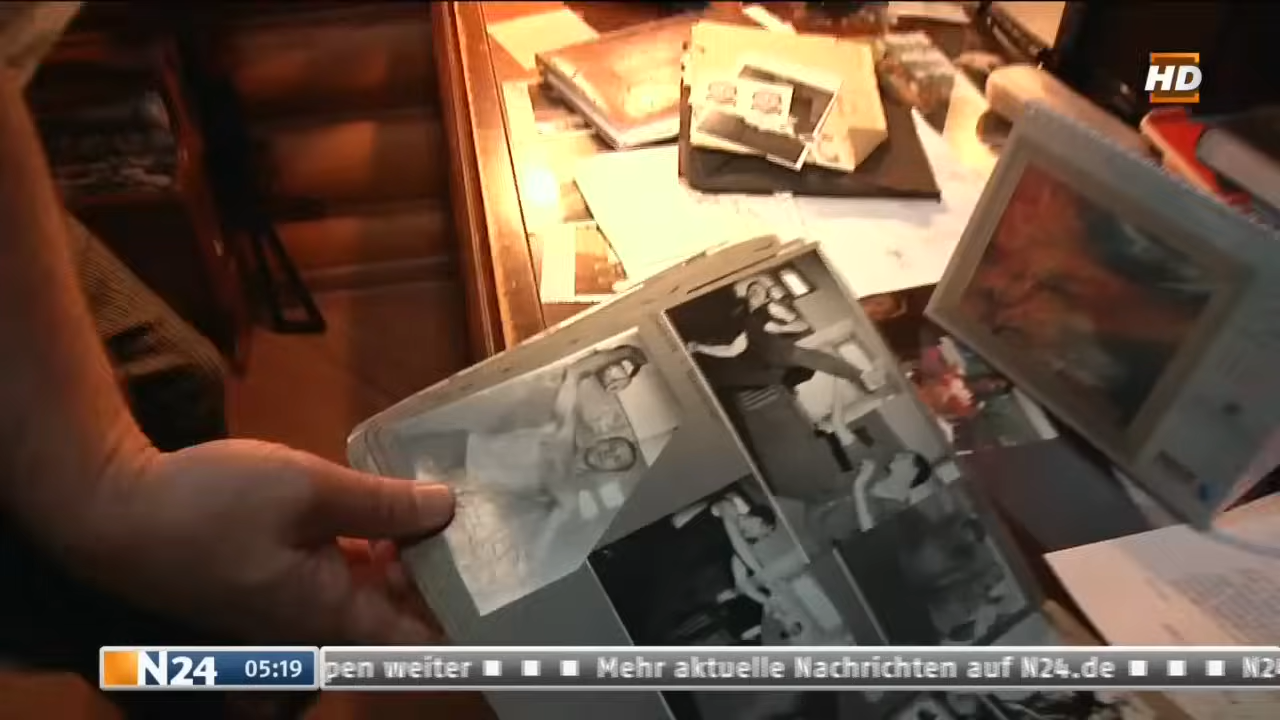 HD
N24 05:19 pen weiter ■ ■ ■ Mehr aktuelle Nachrichten auf N24.de ■ ■ ■ N24